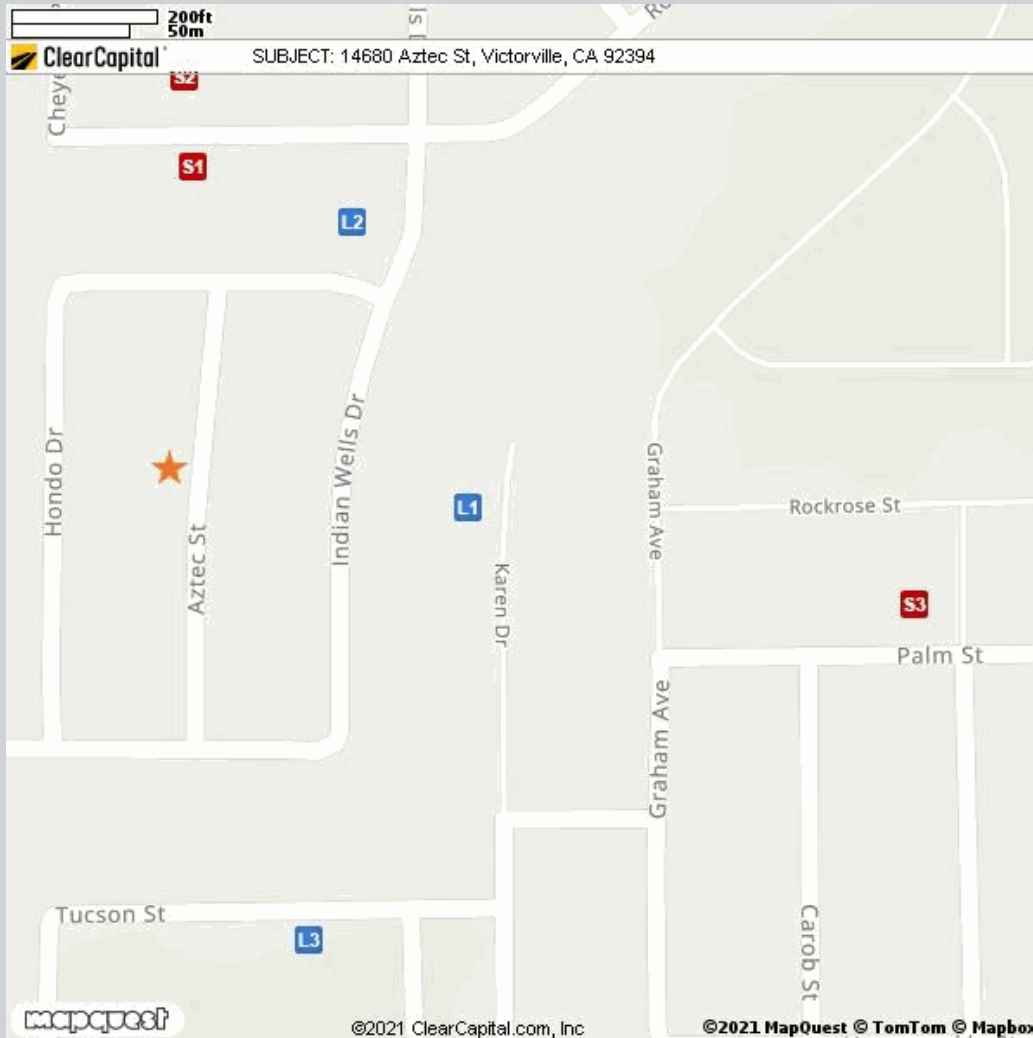 200ft
50m
ClearCapital SUBJECT: 14680 Aztec St, Victorville, CA 92394
S2
S1
L2
Hondo Dr
Aztec St
Indian Wells Dr
L1
Karen Dr
Graham Ave
Rockrose St
S3
Palm St
Graham Ave
Tucson St
L3
Carob St
mapquest
©2021 ClearCapital.com, Inc
©2021 MapQuest © TomTom © Mapbox